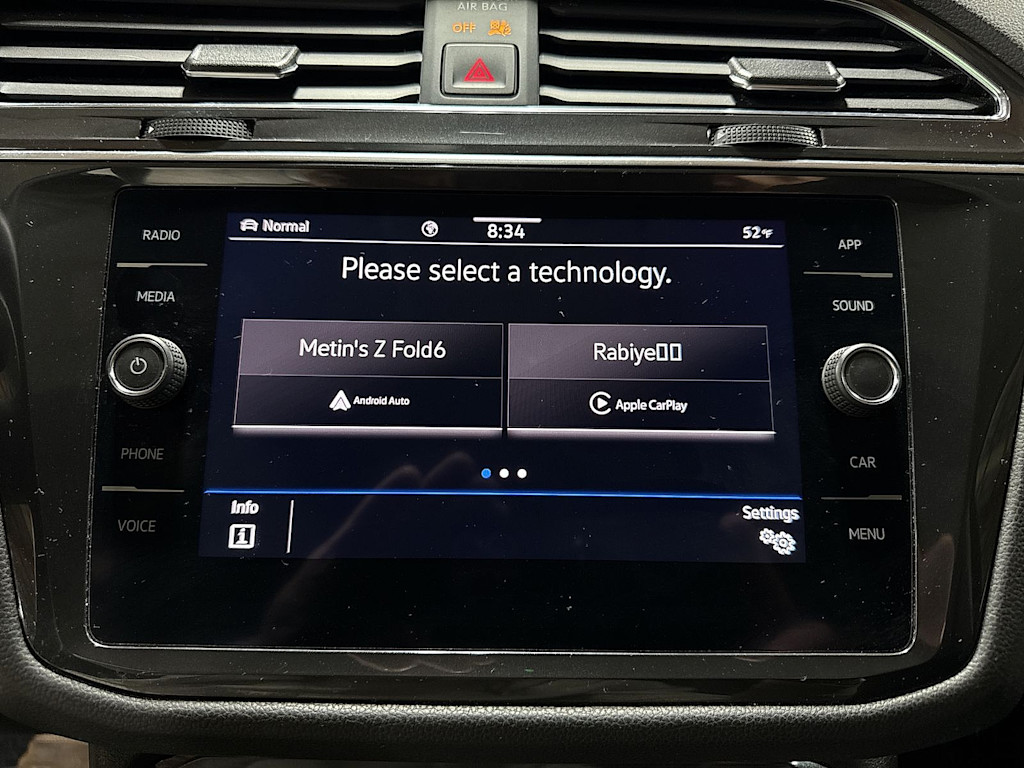 AIR BAG
OFF
RADIO
MEDIA
PHONE
VOICE
Normal
8:34
52°F
Please select a technology.
Metin's Z Fold6
Android Auto
Rabiye▯▯
Apple CarPlay
Info
i
Settings
APP
SOUND
CAR
MENU